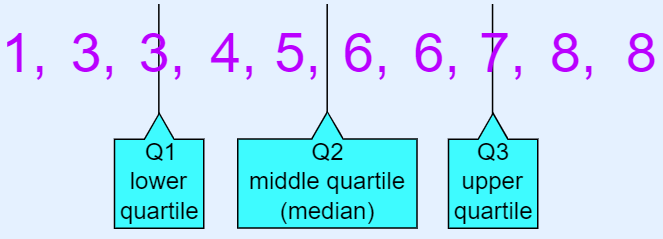 1, 3, 3, 4, 5, 6, 6, 7, 8, 8
Q1
lower
quartile
Q2
middle quartile
(median)
Q3
upper
quartile